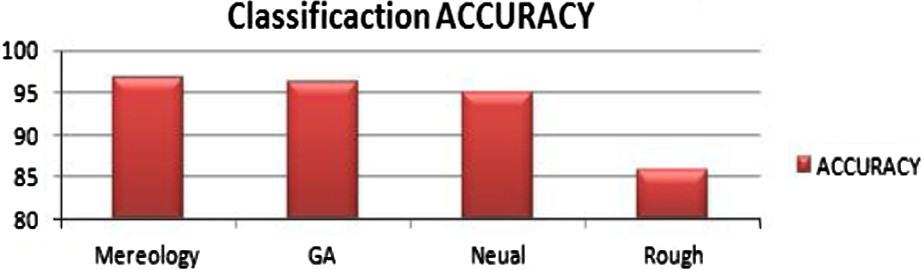 Classificaction ACCURACY
100
95
90
85
80
Mereology GA Neual Rough
ACCURACY